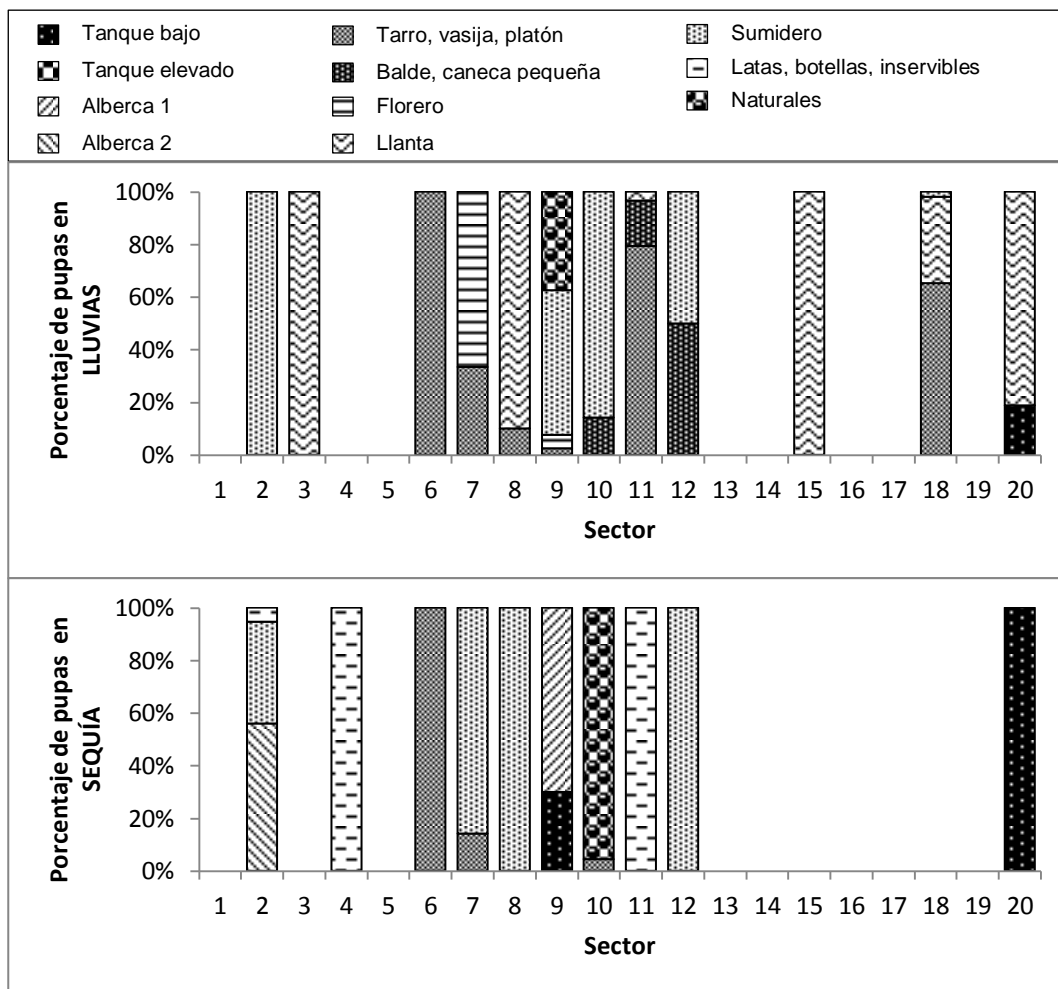 Tanque bajo
Tarro, vasija, platón
Sumidero
Tanque elevado
Balde, caneca pequeña
Latas, botellas, inservibles
Alberca 1
Florero
Naturales
Alberca 2
Llanta
Porcentaje de pupas en
LLUVIAS
100%
80%
60%
40%
20%
0%
1 2 3 4 5 6 7 8 9 10 11 12 13 14 15 16 17 18 19 20
Sector
Porcentaje de pupas en
SEQUÍA
100%
80%
60%
40%
20%
0%
1 2 3 4 5 6 7 8 9 10 11 12 13 14 15 16 17 18 19 20
Sector